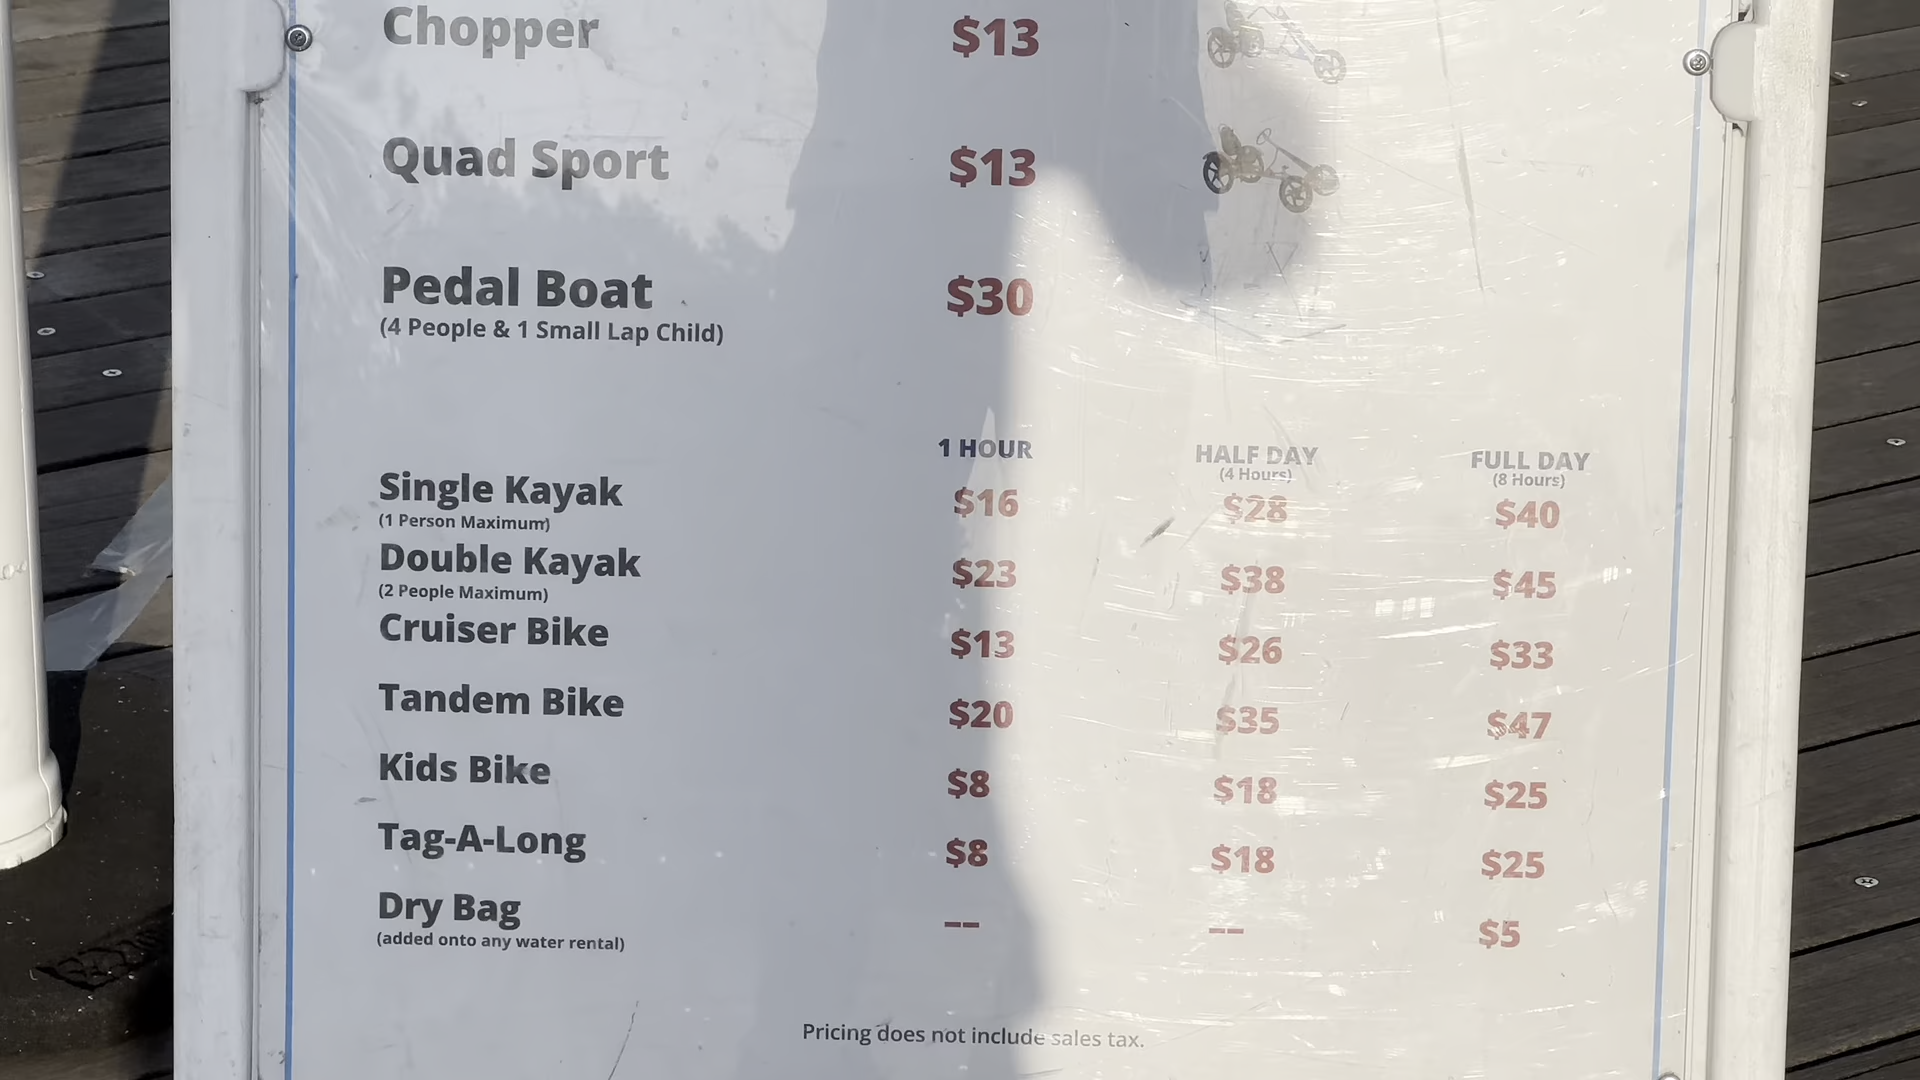 Chopper $13
Quad Sport $13
Pedal Boat $30
(4 People & 1 Small Lap Child)
1 HOUR HALF DAY FULL DAY
(4 Hours) (8 Hours)
Single Kayak $16 $28 $40
(1 Person Maximum)
Double Kayak $23 $38 $45
(2 People Maximum)
Cruiser Bike $13 $26 $33
Tandem Bike $20 $35 $47
Kids Bike $8 $18 $25
Tag-A-Long $8 $18 $25
Dry Bag -- -- $5
(added onto any water rental)
Pricing does not include sales tax.